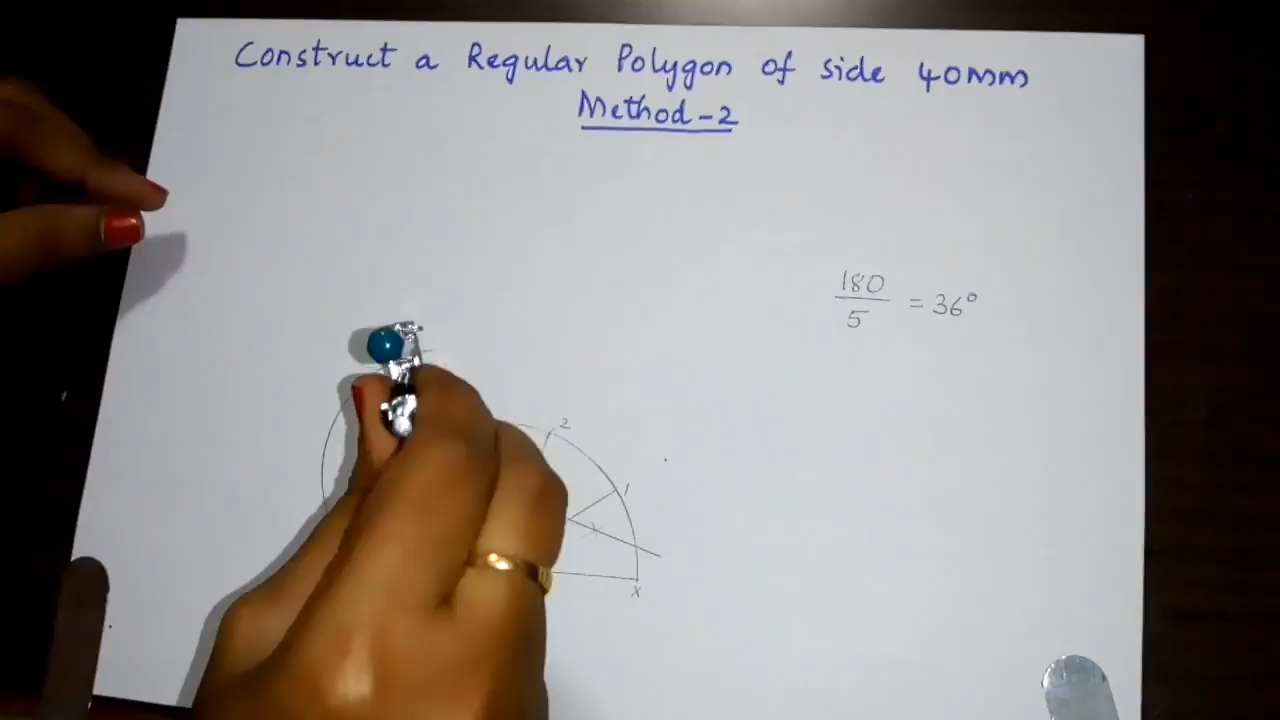 Construct a Regular Polygon of side 40mm
Method-2
180
5
= 36°
2
1
x